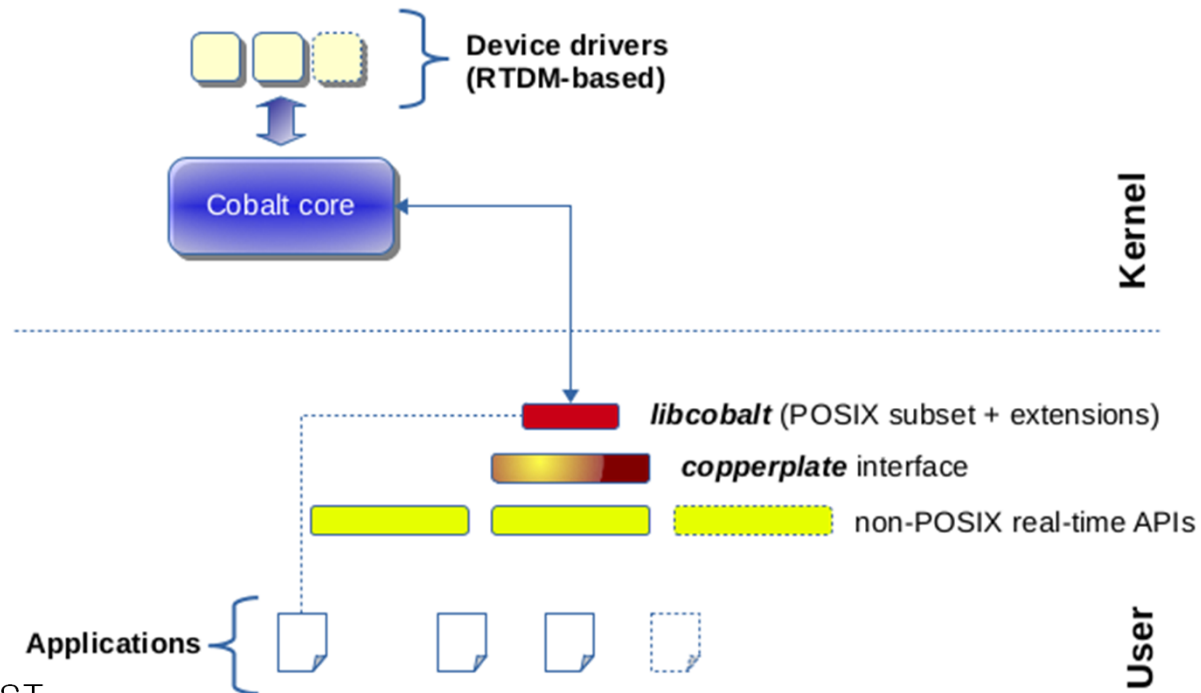 Device drivers
(RTDM-based)
Cobalt core
Kernel
libcobalt (POSIX subset + extensions)
copperplate interface
non-POSIX real-time APIs
Applications
User